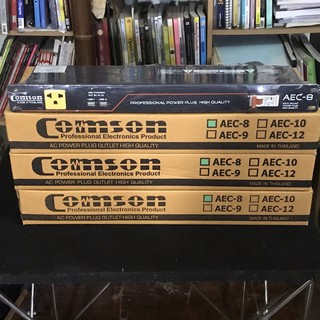 Comson
PROFESSIONAL POWER PLUG HIGH QUALITY
AEC-8
Comson
Professional Electronics Product
AC POWER PLUG OUTLET HIGH QUALITY
AEC-8 AEC-10
AEC-9 AEC-12
MADE IN THAILAND
Comson
Professional Electronics Product
AC POWER PLUG OUTLET HIGH QUALITY
AEC-8 AEC-10
AEC-9 AEC-12
MADE IN THAILAND
Comson
Professional Electronics Product
AC POWER PLUG OUTLET HIGH QUALITY
AEC-8 AEC-10
AEC-9 AEC-12
MADE IN THAILAND